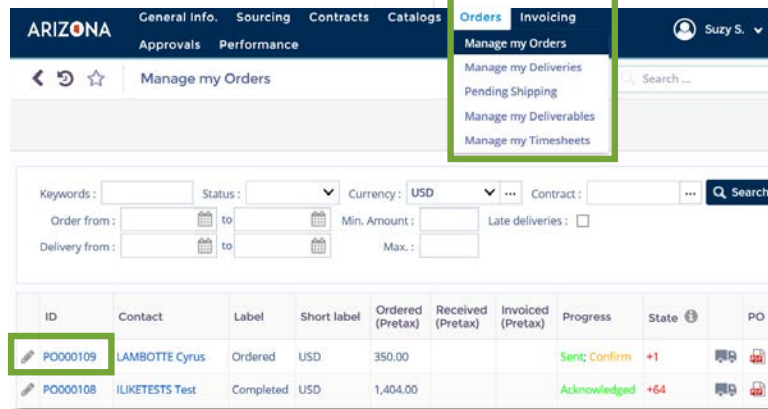 ARIZONA
General Info. Sourcing Contracts Catalogs Orders Invoicing
Approvals Performance
Suzy S.
Manage my Orders
Manage my Deliveries
Pending Shipping
Manage my Deliverables
Manage my Timesheets
Manage my Orders
Search ...
Keywords : Status : Currency : USD ... Contract : ... Search
Order from : to Min. Amount : Late deliveries :
Delivery from : to Max. :
ID Contact Label Short label Ordered (Pretax) Received (Pretax) Invoiced (Pretax) Progress State PO
PO000109 LAMBOTTE Cyrus Ordered USD 350.00 Sent; Confirm +1
PO000108 ILIKETESTS Test Completed USD 1,404.00 Acknowledged +64